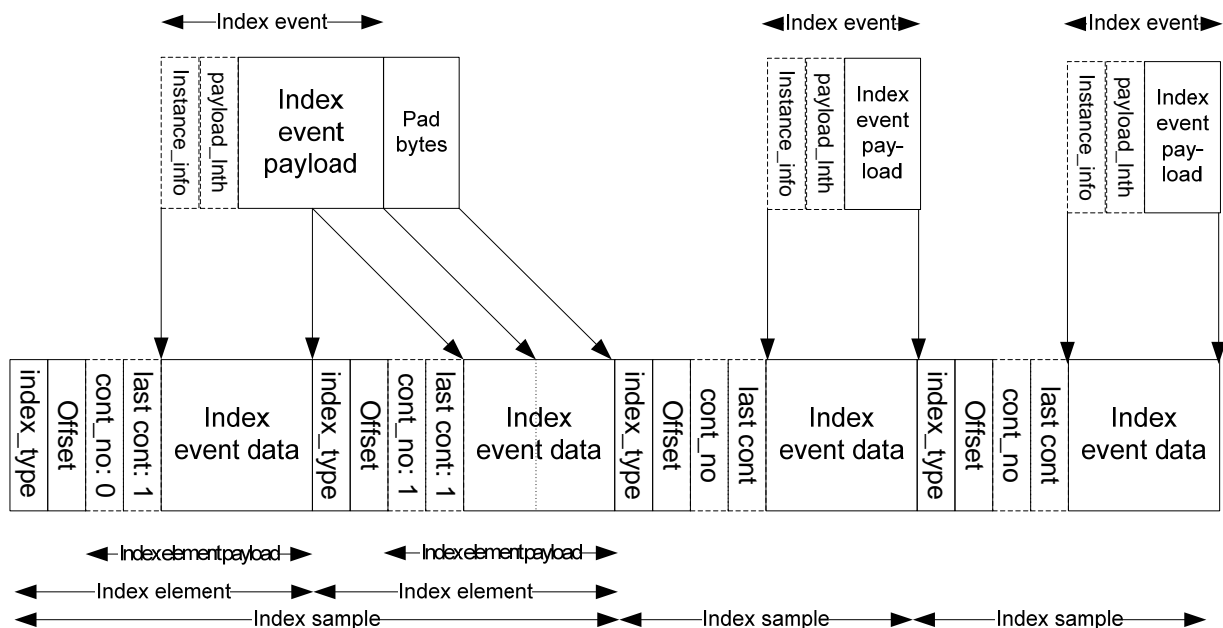 Index event
Index event
Index event
Instance_info
payload_lnth
Index
event
payload
Pad
bytes
Instance_info
payload_lnth
Index
event
pay-
load
Instance_info
payload_lnth
Index
event
pay-
load
index_type
Offset
cont_no: 0
last cont: 1
Index
event data
index_type
Offset
cont_no: 1
last cont: 1
Index
event data
index_type
Offset
cont_no
last cont
Index
event data
index_type
Offset
cont_no
last cont
Index
event data
Index element payload
Index element payload
Index element
Index element
Index sample
Index sample
Index sample